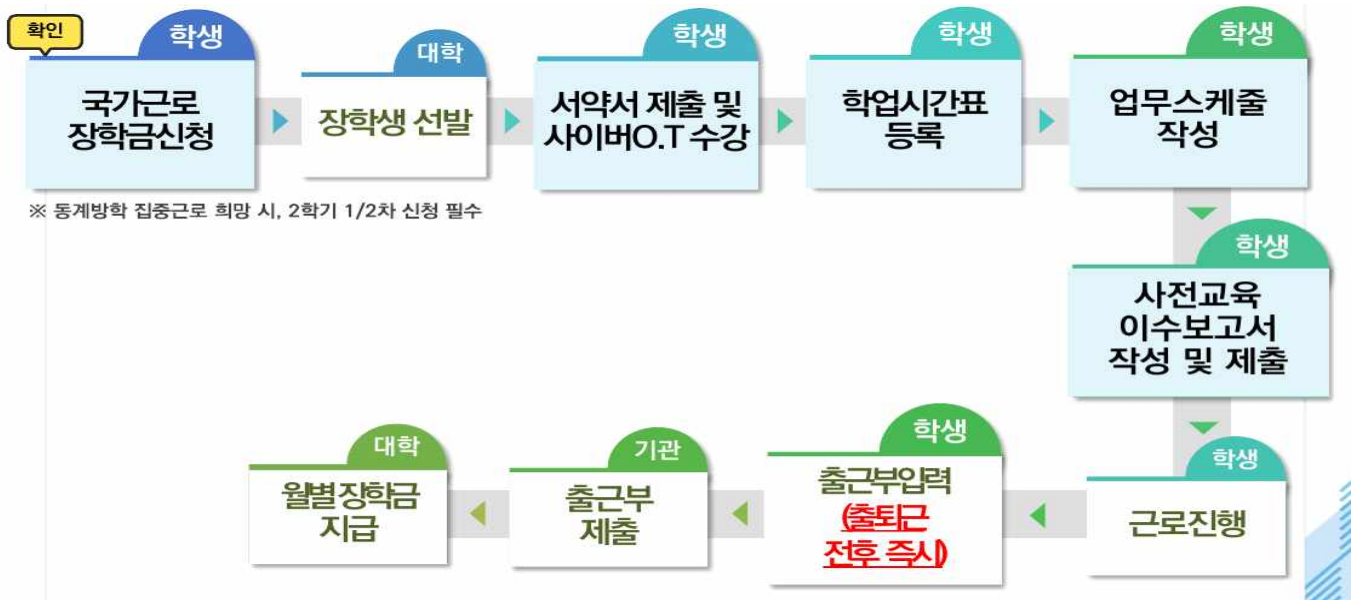 확인
학생
국가근로
장학금신청
대학
장학생 선발
학생
서약서 제출 및
사이버O.T 수강
학생
학업시간표
등록
학생
업무스케줄
작성
※ 동계방학 집중근로 희망 시, 2학기 1/2차 신청 필수
학생
사전교육
이수보고서
작성 및 제출
학생
근로진행
학생
출근부입력
(출퇴근
전후 즉시)
기관
출근부
제출
대학
월별장학금
지급